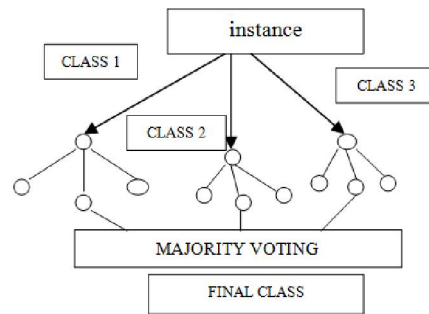 instance
CLASS 1
CLASS 3
CLASS 2
MAJORITY VOTING
FINAL CLASS